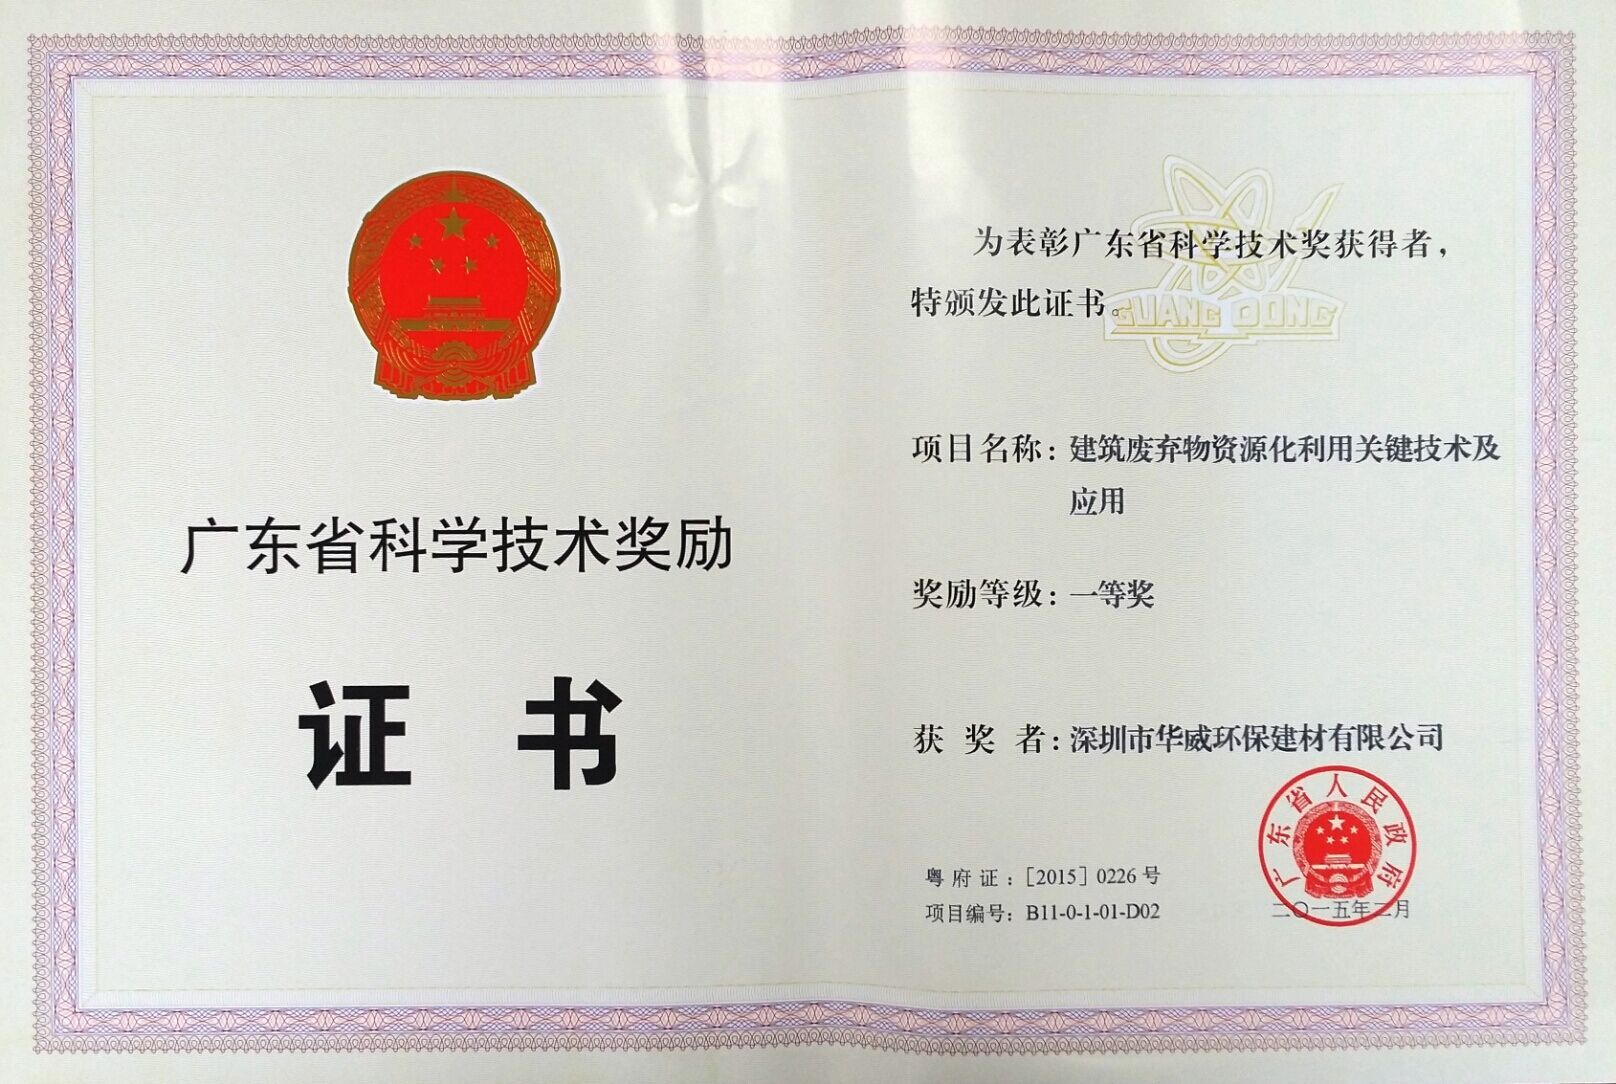 广东省科学技术奖励
证书
为表彰广东省科学技术奖获得者，
特颁发此证书。
GUANGDONG
项目名称：建筑废弃物资源化利用关键技术及
应用
奖励等级：一等奖
获奖者：深圳市华威环保建材有限公司
广东省人民政府
粤府证：[2015] 0226号
项目编号：B11-0-1-01-D02
二〇一五年二月